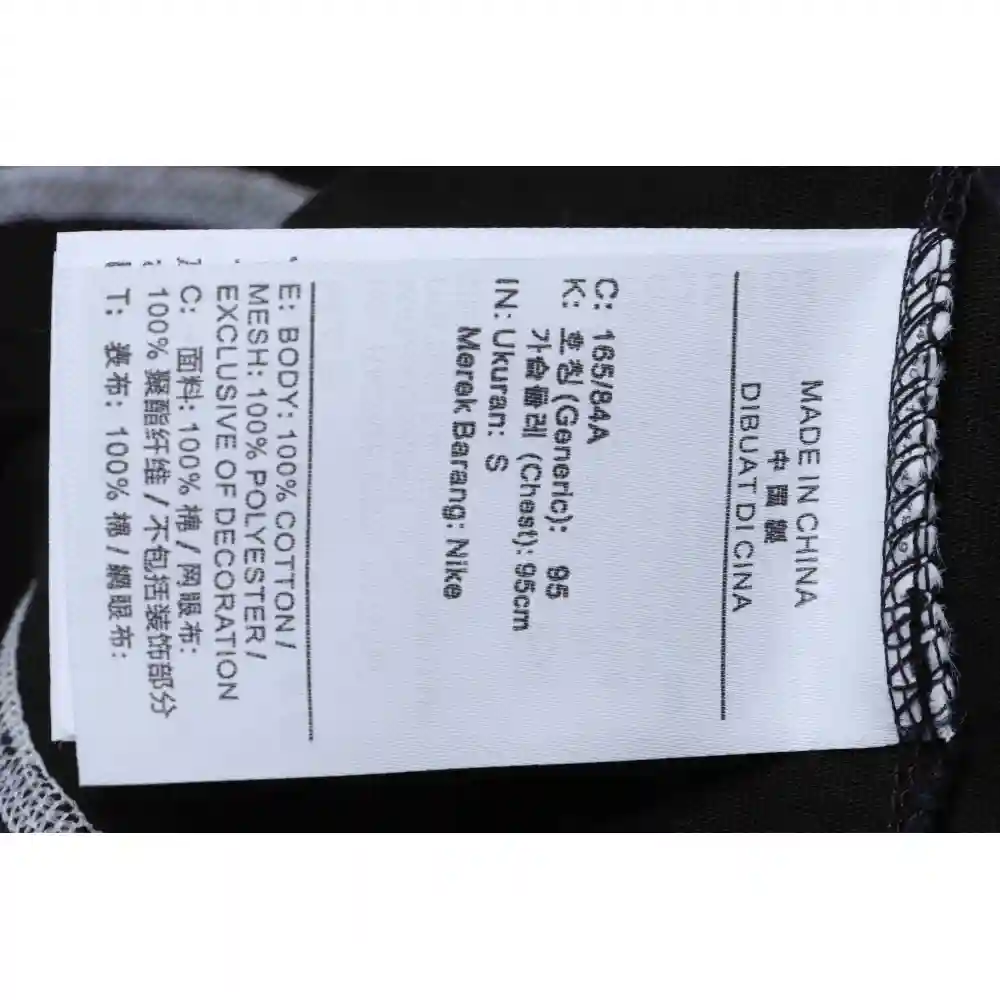 MADE IN CHINA
中國製
DIBUAT DI CINA
C: 165/84A
K: 호칭 (Generic): 95
가슴둘레 (Chest): 95cm
IN: Ukuran: S
Merek Barang: Nike
E: BODY: 100% COTTON /
MESH: 100% POLYESTER /
EXCLUSIVE OF DECORATION
C: 面料: 100% 棉 / 网眼布:
100% 聚酯纤维 / 不包括装饰部分
T: 表布: 100% 棉 / 網眼布: